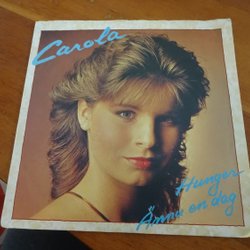 Carola
Hunger
Ännu en dag